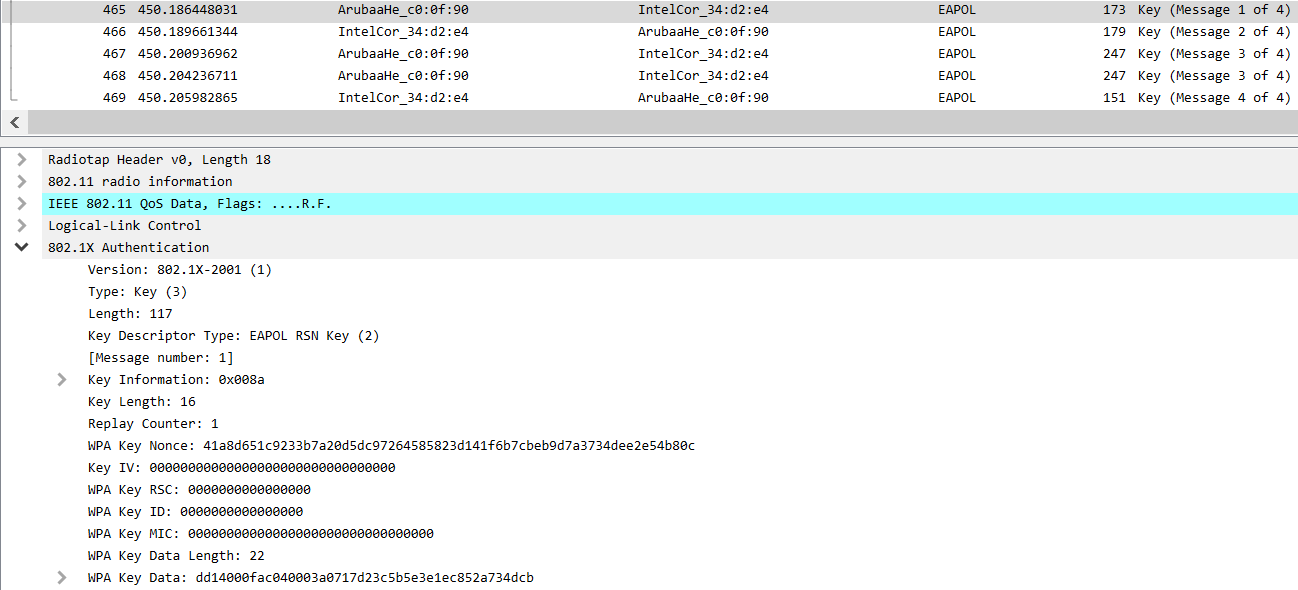 465 450.186448031 ArubaaHe_c0:0f:90 IntelCor_34:d2:e4 EAPOL 173 Key (Message 1 of 4)
466 450.189661344 IntelCor_34:d2:e4 ArubaaHe_c0:0f:90 EAPOL 179 Key (Message 2 of 4)
467 450.200936962 ArubaaHe_c0:0f:90 IntelCor_34:d2:e4 EAPOL 247 Key (Message 3 of 4)
468 450.204236711 ArubaaHe_c0:0f:90 IntelCor_34:d2:e4 EAPOL 247 Key (Message 3 of 4)
469 450.205982865 IntelCor_34:d2:e4 ArubaaHe_c0:0f:90 EAPOL 151 Key (Message 4 of 4)
Radiotap Header v0, Length 18
802.11 radio information
IEEE 802.11 QoS Data, Flags: ....R.F.
Logical-Link Control
802.1X Authentication
Version: 802.1X-2001 (1)
Type: Key (3)
Length: 117
Key Descriptor Type: EAPOL RSN Key (2)
[Message number: 1]
Key Information: 0x008a
Key Length: 16
Replay Counter: 1
WPA Key Nonce: 41a8d651c9233b7a20d5dc97264585823d141f6b7cbeb9d7a3734dee2e54b80c
Key IV: 00000000000000000000000000000000
WPA Key RSC: 0000000000000000
WPA Key ID: 0000000000000000
WPA Key MIC: 00000000000000000000000000000000
WPA Key Data Length: 22
WPA Key Data: dd14000fac040003a0717d23c5b5e3e1ec852a734dcb